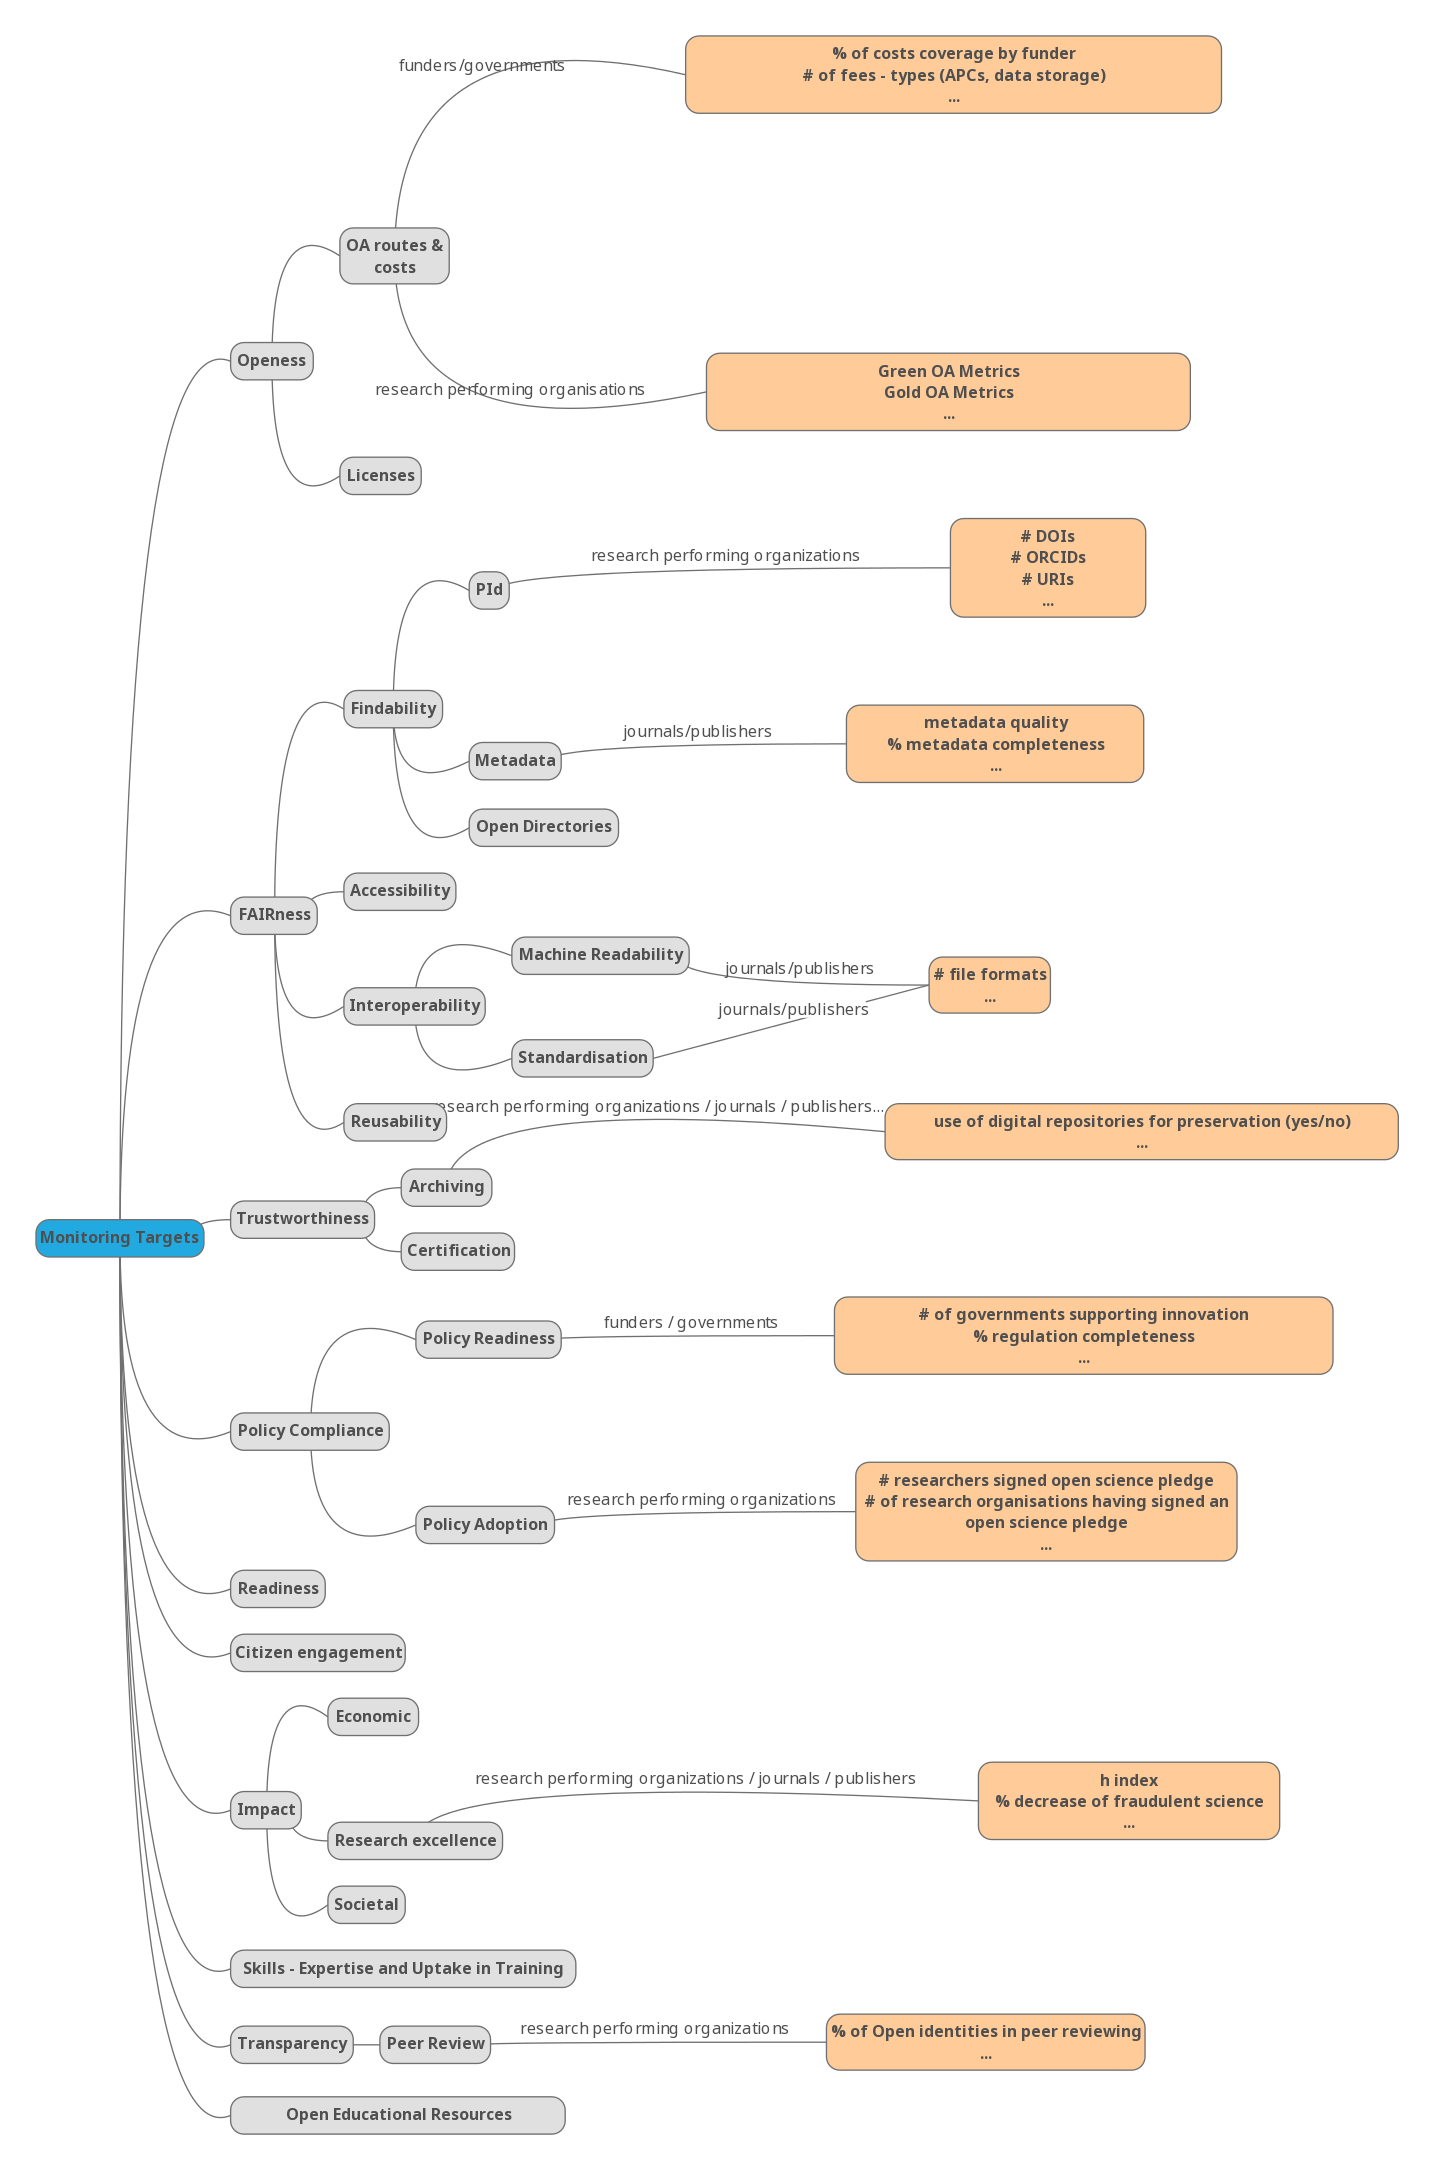 funders/governments
% of costs coverage by funder
# of fees - types (APCs, data storage)
...
OA routes &
costs
Openess
research performing organisations
Green OA Metrics
Gold OA Metrics
...
Licenses
research performing organizations
# DOIs
# ORCIDs
# URIs
...
PId
Findability
journals/publishers
metadata quality
% metadata completeness
...
Metadata
Open Directories
Accessibility
FAIRness
Machine Readability
journals/publishers
# file formats
...
Interoperability
journals/publishers
Standardisation
research performing organizations / journals / publishers...
Reusability
use of digital repositories for preservation (yes/no)
...
Archiving
Trustworthiness
Monitoring Targets
Certification
Policy Readiness
funders / governments
# of governments supporting innovation
% regulation completeness
...
Policy Compliance
Policy Adoption
research performing organizations
# researchers signed open science pledge
# of research organisations having signed an
open science pledge
...
Readiness
Citizen engagement
Economic
research performing organizations / journals / publishers
h index
% decrease of fraudulent science
...
Impact
Research excellence
Societal
Skills - Expertise and Uptake in Training
Transparency
Peer Review
research performing organizations
% of Open identities in peer reviewing
...
Open Educational Resources